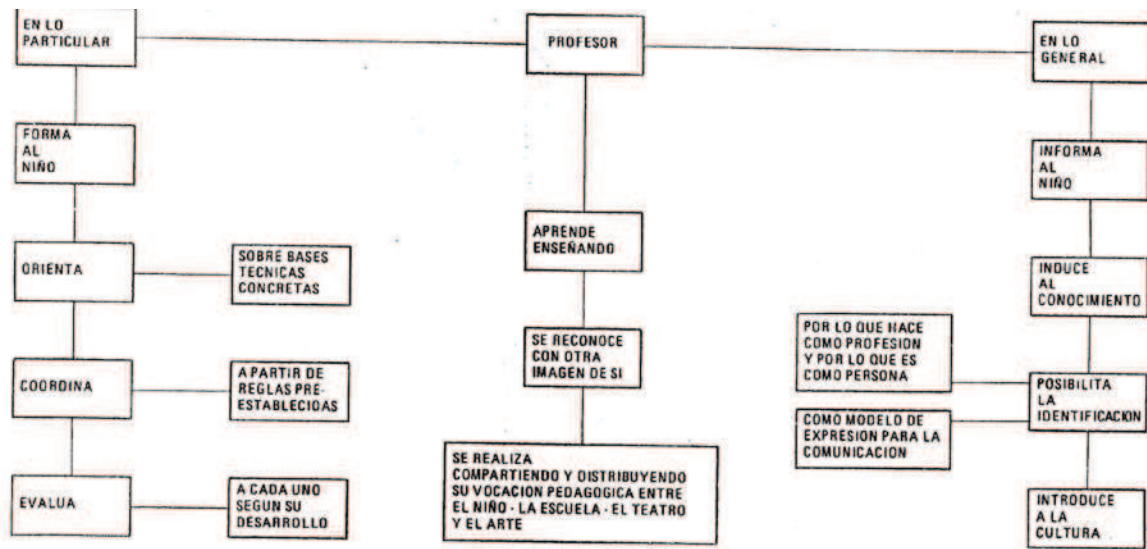 EN LO
PARTICULAR
PROFESOR
EN LO
GENERAL
FORMA
AL
NIÑO
INFORMA
AL
NIÑO
APRENDE
ENSEÑANDO
ORIENTA
SOBRE BASES
TECNICAS
CONCRETAS
INDUCE
AL
CONOCIMIENTO
SE RECONOCE
CON OTRA
IMAGEN DE SI
POR LO QUE HACE
COMO PROFESION
Y POR LO QUE ES
COMO PERSONA
COORDINA
A PARTIR DE
REGLAS PRE-
ESTABLECIDAS
POSIBILITA
LA
IDENTIFICACION
COMO MODELO DE
EXPRESION PARA LA
COMUNICACION
SE REALIZA
COMPARTIENDO Y DISTRIBUYENDO
SU VOCACION PEDAGOGICA ENTRE
EL NIÑO - LA ESCUELA - EL TEATRO
Y EL ARTE
EVALUA
A CADA UNO
SEGUN SU
DESARROLLO
INTRODUCE
A LA
CULTURA